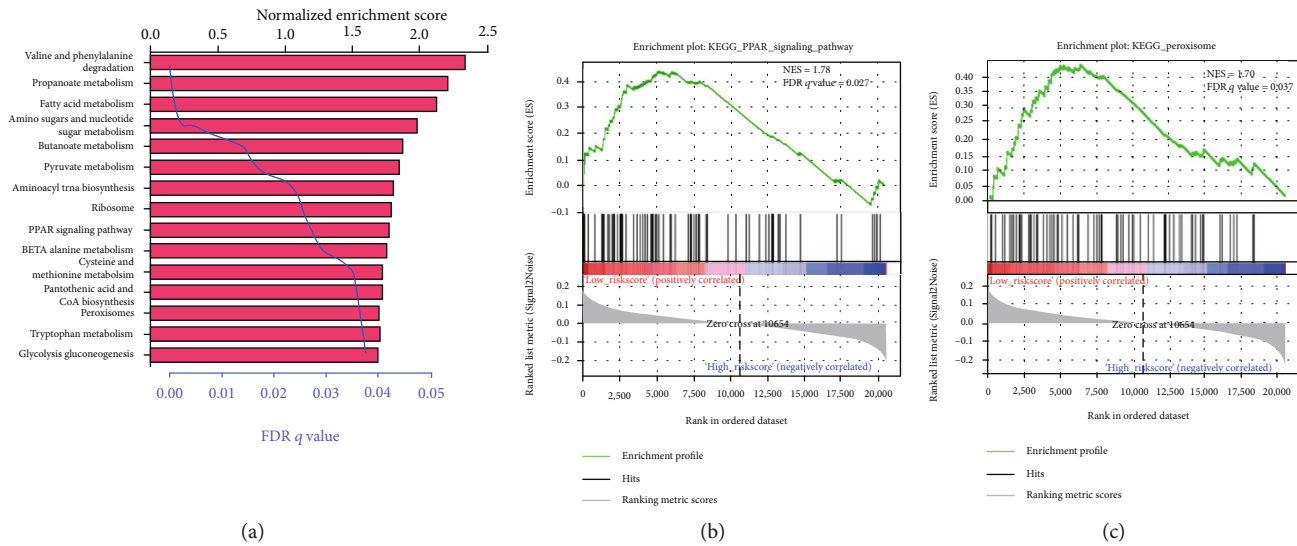 Normalized enrichment score
0.0 0.5 1.0 1.5 2.0 2.5
Valine and phenylalanine
degradation
Propanoate metabolism
Fatty acid metabolism
Amino sugars and nucleotide
sugar metabolism
Butanoate metabolism
Pyruvate metabolism
Aminoacyl trna biosynthesis
Ribosome
PPAR signaling pathway
BETA alanine metabolism
Cysteine and
methionine metabolsim
Pantothenic acid and
CoA biosynthesis
Peroxisomes
Tryptophan metabolism
Glycolysis gluconeogenesis
0.00 0.01 0.02 0.03 0.04 0.05
FDR q value
(a)
Enrichment plot: KEGG_PPAR_signaling_pathway
NES = 1.78
FDR q value = 0.027
Enrichment score (ES)
0.4
0.3
0.2
0.1
0.0
−0.1
'Low_riskscore' (positively correlated)
Ranked list metric (Signal2Noise)
0.2
0.1
0.0
−0.1
−0.2
Zero cross at 10654
'High_riskscore' (negatively correlated)
0 2,500 5,000 7,500 10,000 12,500 15,000 17,500 20,000
Rank in ordered dataset
Enrichment profile
Hits
Ranking metric scores
(b)
Enrichment plot: KEGG_peroxisome
NES = 1.70
FDR q value = 0.037
Enrichment score (ES)
0.40
0.35
0.30
0.25
0.20
0.15
0.10
0.05
0.00
'Low_riskscore' (positively correlated)
Ranked list metric (Signal2Noise)
0.2
0.1
0.0
−0.1
−0.2
Zero cross at 10654
'High_riskscore' (negatively correlated)
0 2,500 5,000 7,500 10,000 12,500 15,000 17,500 20,000
Rank in ordered dataset
Enrichment profile
Hits
Ranking metric scores
(c)